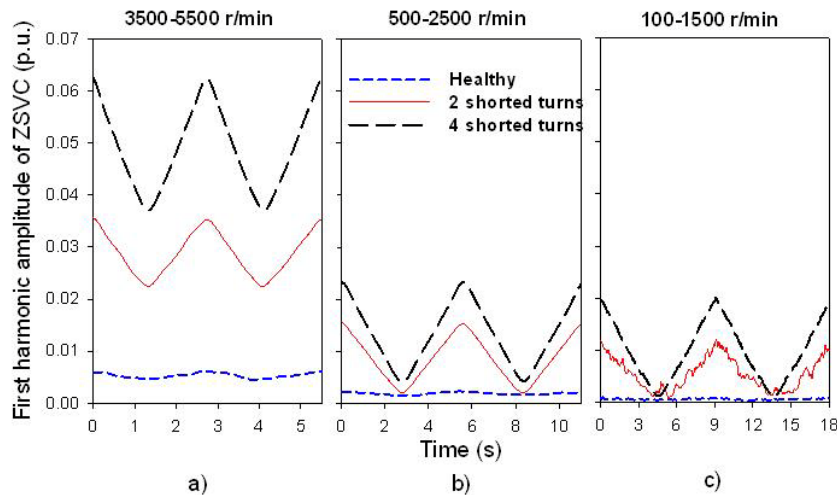 3500-5500 r/min
500-2500 r/min
100-1500 r/min
First harmonic amplitude of ZSVC (p.u.)
0.07
0.06
0.05
0.04
0.03
0.02
0.01
0.00
Healthy
2 shorted turns
4 shorted turns
0 1 2 3 4 5
0 2 4 6 8 10
0 3 6 9 12 15 18
Time (s)
a)
b)
c)